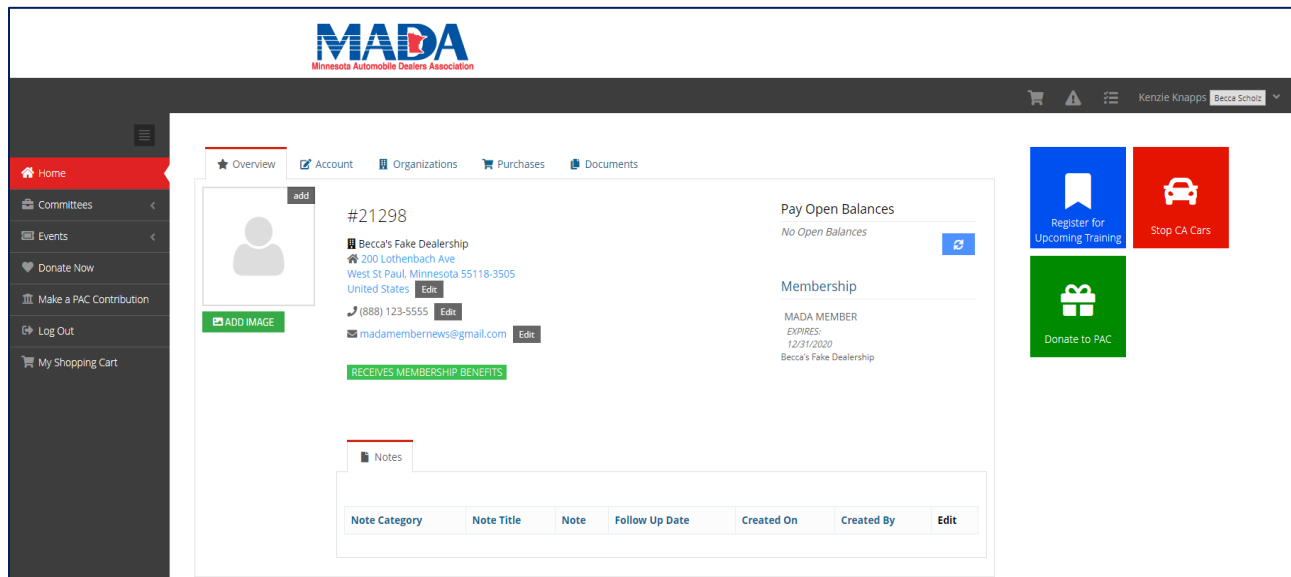 MADA
Minnesota Automobile Dealers Association
Kenzie Knapps Becca Scholz
Home
Committees
Events
Donate Now
Make a PAC Contribution
Log Out
My Shopping Cart
Overview Account Organizations Purchases Documents
add
ADD IMAGE
#21298
Becca's Fake Dealership
200 Lothenbach Ave
West St Paul, Minnesota 55118-3505
United States Edit
(888) 123-5555 Edit
madamembernews@gmail.com Edit
RECEIVES MEMBERSHIP BENEFITS
Pay Open Balances
No Open Balances
Membership
MADA MEMBER
EXPIRES:
12/31/2020
Becca's Fake Dealership
Notes
Note Category Note Title Note Follow Up Date Created On Created By Edit
Register for
Upcoming Training
Stop CA Cars
Donate to PAC